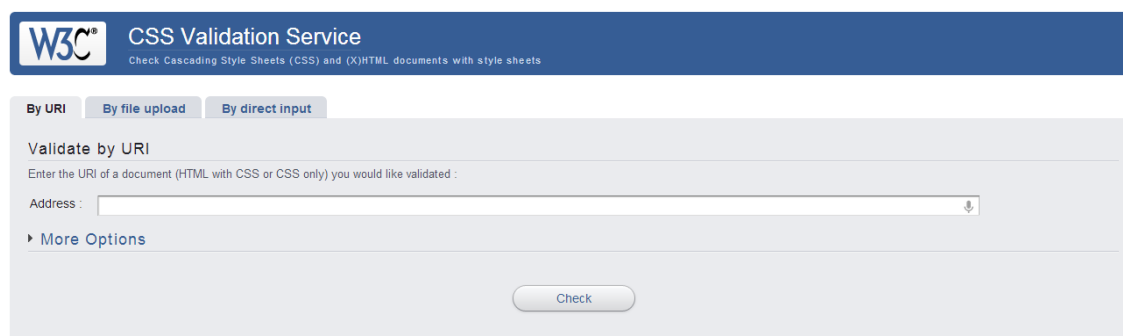 W3C®
CSS Validation Service
Check Cascading Style Sheets (CSS) and (X)HTML documents with style sheets
By URI By file upload By direct input
Validate by URI
Enter the URI of a document (HTML with CSS or CSS only) you would like validated :
Address :
More Options
Check